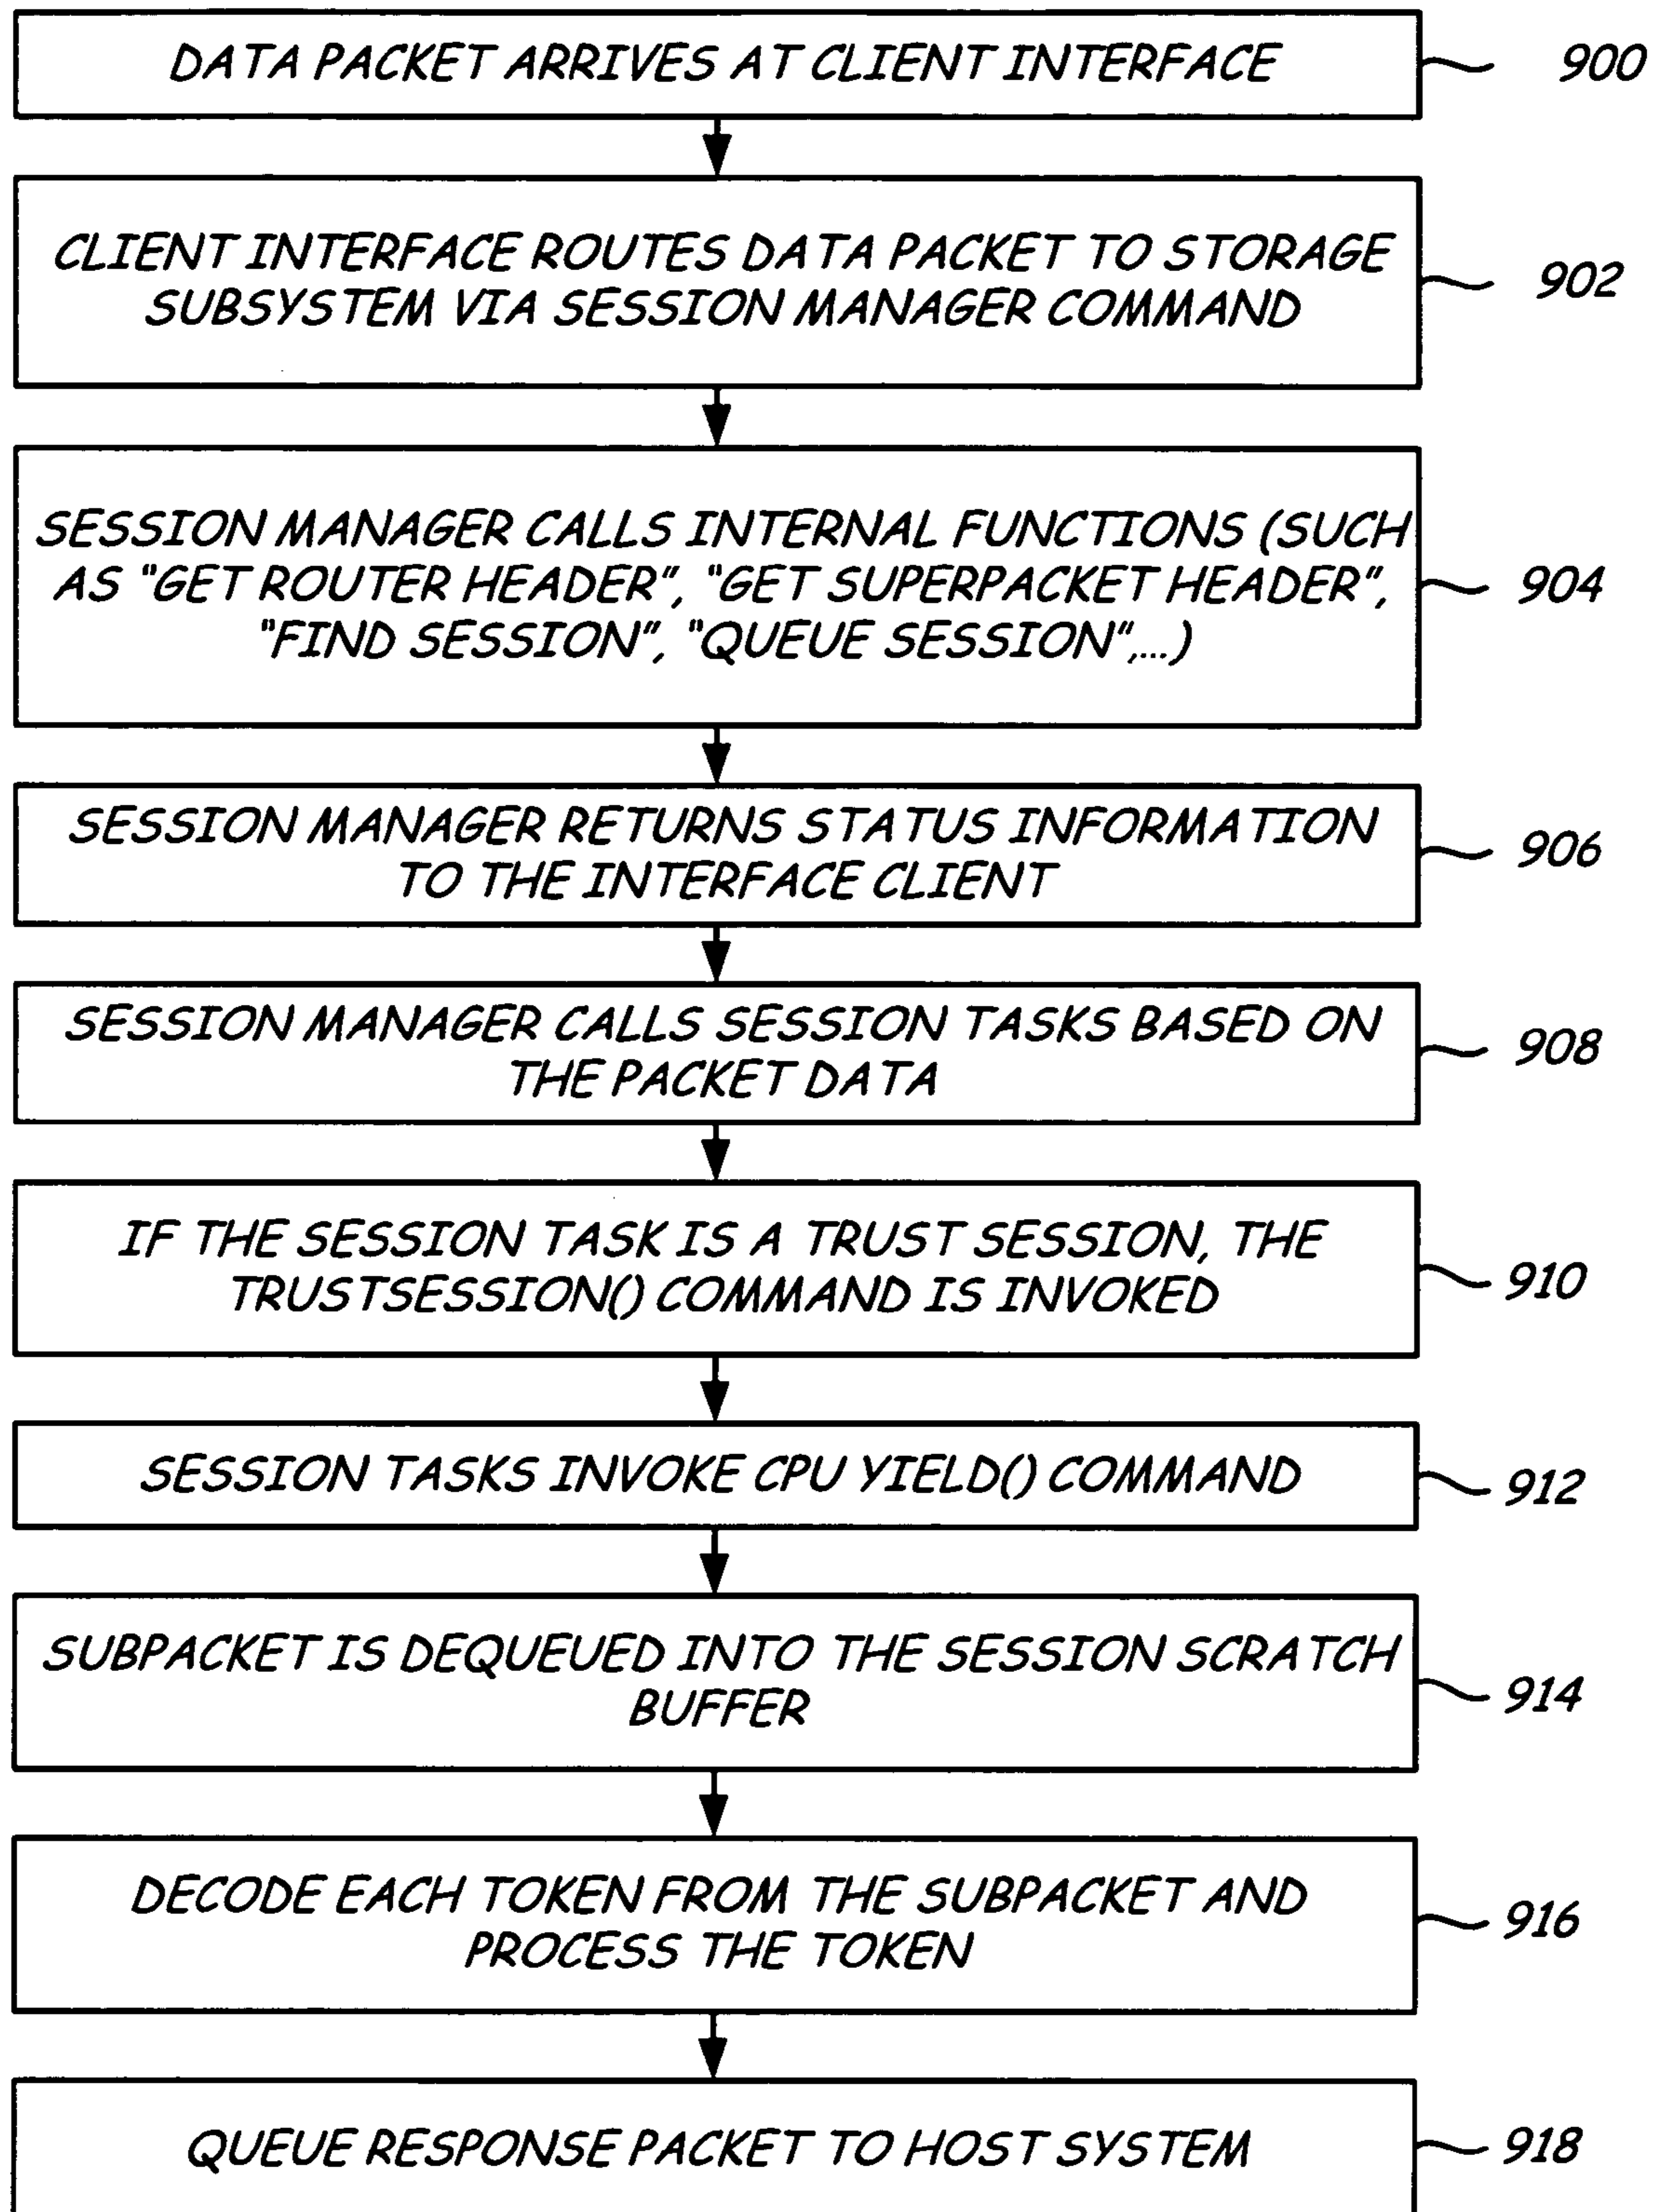 DATA PACKET ARRIVES AT CLIENT INTERFACE
900
CLIENT INTERFACE ROUTES DATA PACKET TO STORAGE
SUBSYSTEM VIA SESSION MANAGER COMMAND
902
SESSION MANAGER CALLS INTERNAL FUNCTIONS (SUCH
AS "GET ROUTER HEADER", "GET SUPERPACKET HEADER",
"FIND SESSION", "QUEUE SESSION",...)
904
SESSION MANAGER RETURNS STATUS INFORMATION
TO THE INTERFACE CLIENT
906
SESSION MANAGER CALLS SESSION TASKS BASED ON
THE PACKET DATA
908
IF THE SESSION TASK IS A TRUST SESSION, THE
TRUSTSESSION() COMMAND IS INVOKED
910
SESSION TASKS INVOKE CPU YIELD() COMMAND
912
SUBPACKET IS DEQUEUED INTO THE SESSION SCRATCH
BUFFER
914
DECODE EACH TOKEN FROM THE SUBPACKET AND
PROCESS THE TOKEN
916
QUEUE RESPONSE PACKET TO HOST SYSTEM
918